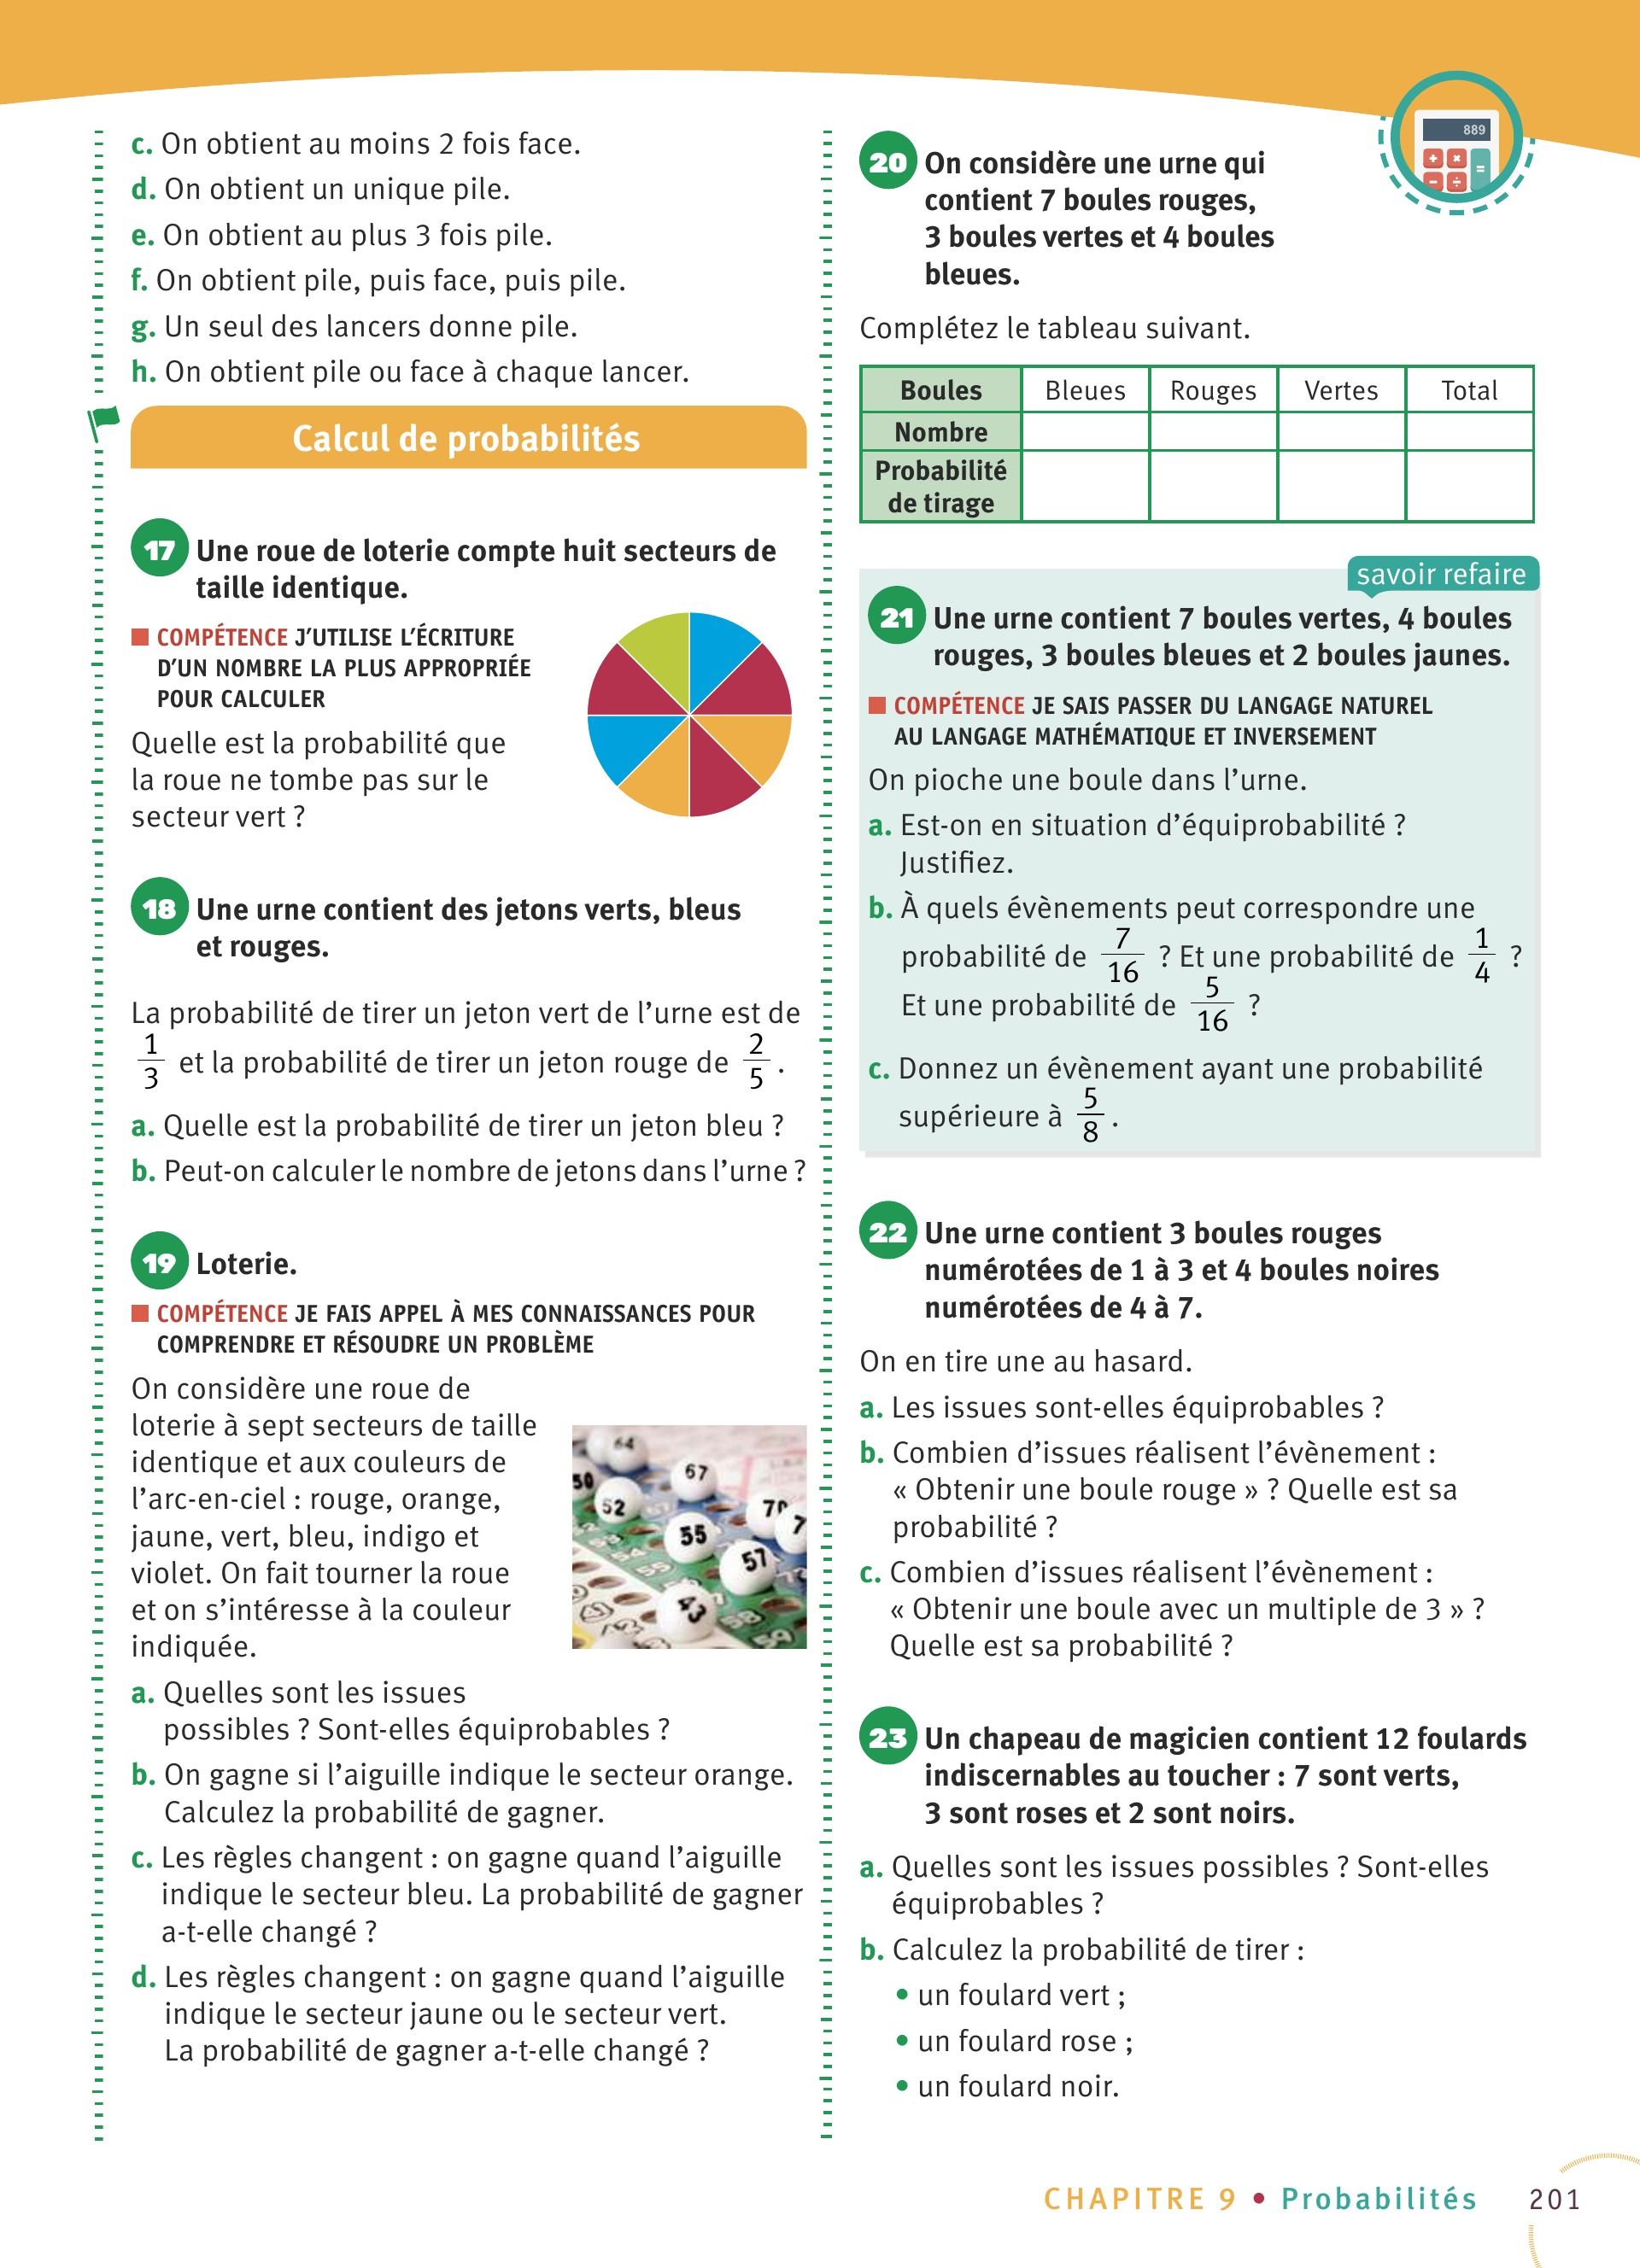 c. On obtient au moins 2 fois face.
d. On obtient un unique pile.
e. On obtient au plus 3 fois pile.
f. On obtient pile, puis face, puis pile.
g. Un seul des lancers donne pile.
h. On obtient pile ou face à chaque lancer.
Calcul de probabilités
17 Une roue de loterie compte huit secteurs de
taille identique.
COMPÉTENCE J’UTILISE L’ÉCRITURE
D’UN NOMBRE LA PLUS APPROPRIÉE
POUR CALCULER
Quelle est la probabilité que
la roue ne tombe pas sur le
secteur vert ?
18 Une urne contient des jetons verts, bleus
et rouges.
La probabilité de tirer un jeton vert de l’urne est de
1/3 et la probabilité de tirer un jeton rouge de 2/5.
a. Quelle est la probabilité de tirer un jeton bleu ?
b. Peut-on calculer le nombre de jetons dans l’urne ?
19 Loterie.
COMPÉTENCE JE FAIS APPEL À MES CONNAISSANCES POUR
COMPRENDRE ET RÉSOUDRE UN PROBLÈME
On considère une roue de
loterie à sept secteurs de taille
identique et aux couleurs de
l’arc-en-ciel : rouge, orange,
jaune, vert, bleu, indigo et
violet. On fait tourner la roue
et on s’intéresse à la couleur
indiquée.
64
67
50
52
70
7
55
57
43
a. Quelles sont les issues
possibles ? Sont-elles équiprobables ?
b. On gagne si l’aiguille indique le secteur orange.
Calculez la probabilité de gagner.
c. Les règles changent : on gagne quand l’aiguille
indique le secteur bleu. La probabilité de gagner
a-t-elle changé ?
d. Les règles changent : on gagne quand l’aiguille
indique le secteur jaune ou le secteur vert.
La probabilité de gagner a-t-elle changé ?
889
20 On considère une urne qui
contient 7 boules rouges,
3 boules vertes et 4 boules
bleues.
Complétez le tableau suivant.
Boules Bleues Rouges Vertes Total
Nombre
Probabilité
de tirage
savoir refaire
21 Une urne contient 7 boules vertes, 4 boules
rouges, 3 boules bleues et 2 boules jaunes.
COMPÉTENCE JE SAIS PASSER DU LANGAGE NATUREL
AU LANGAGE MATHÉMATIQUE ET INVERSEMENT
On pioche une boule dans l’urne.
a. Est-on en situation d’équiprobabilité ?
Justifiez.
b. À quels évènements peut correspondre une
probabilité de 7/16 ? Et une probabilité de 1/4 ?
Et une probabilité de 5/16 ?
c. Donnez un évènement ayant une probabilité
supérieure à 5/8.
22 Une urne contient 3 boules rouges
numérotées de 1 à 3 et 4 boules noires
numérotées de 4 à 7.
On en tire une au hasard.
a. Les issues sont-elles équiprobables ?
b. Combien d’issues réalisent l’évènement :
« Obtenir une boule rouge » ? Quelle est sa
probabilité ?
c. Combien d’issues réalisent l’évènement :
« Obtenir une boule avec un multiple de 3 » ?
Quelle est sa probabilité ?
23 Un chapeau de magicien contient 12 foulards
indiscernables au toucher : 7 sont verts,
3 sont roses et 2 sont noirs.
a. Quelles sont les issues possibles ? Sont-elles
équiprobables ?
b. Calculez la probabilité de tirer :
• un foulard vert ;
• un foulard rose ;
• un foulard noir.
CHAPITRE 9 • Probabilités 201